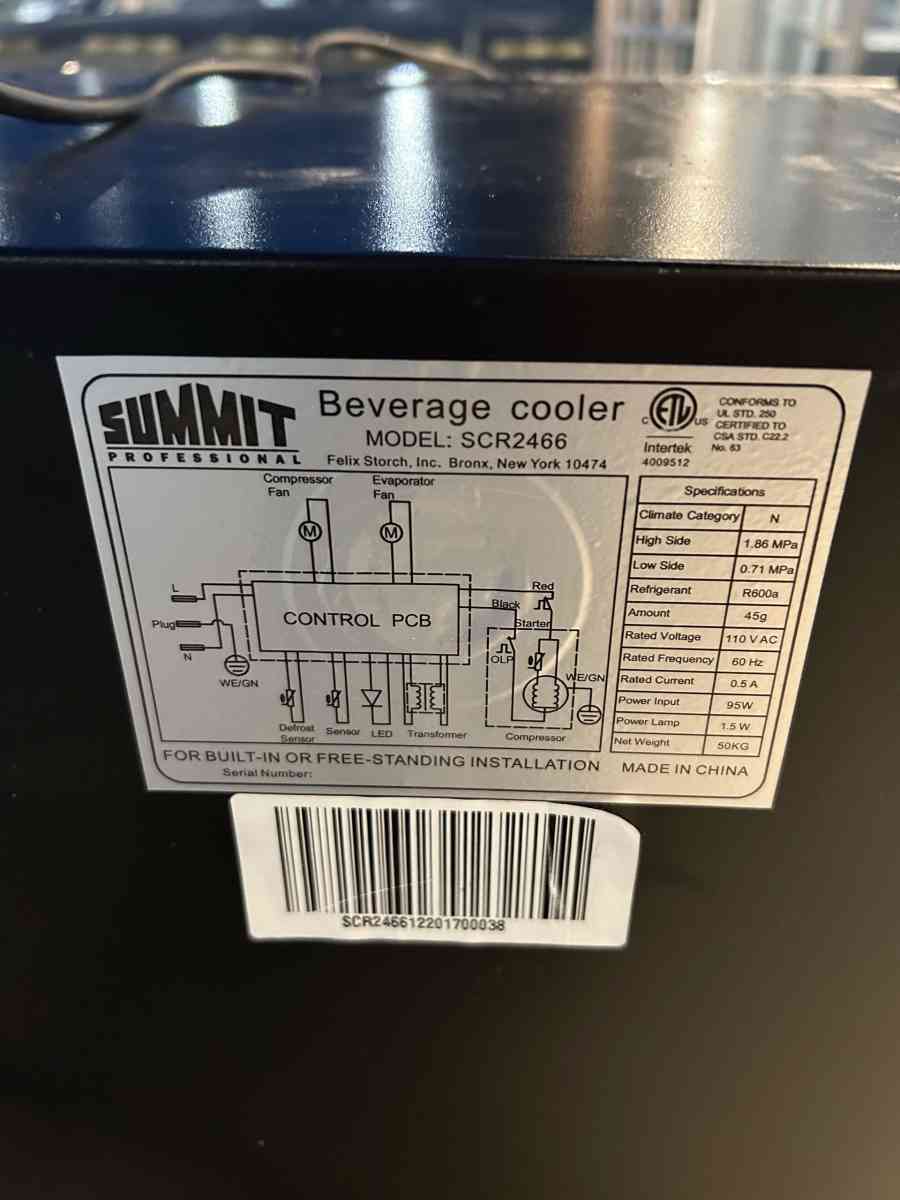 SUMMIT
PROFESSIONAL
Beverage cooler
MODEL: SCR2466
Felix Storch, Inc. Bronx, New York 10474
C ETL US
Intertek
4009512
CONFORMS TO
UL STD. 250
CERTIFIED TO
CSA STD. C22.2
No. 63
Compressor
Fan
Evaporator
Fan
M
M
L
Plug
N
WE/GN
CONTROL PCB
Red
Black
Starter
OLP
WE/GN
Defrost
Sensor
Sensor
LED
Transformer
Compressor
Specifications
Climate Category N
High Side 1.86 MPa
Low Side 0.71 MPa
Refrigerant R600a
Amount 45g
Rated Voltage 110 V AC
Rated Frequency 60 Hz
Rated Current 0.5 A
Power Input 95W
Power Lamp 1.5 W
Net Weight 50KG
FOR BUILT-IN OR FREE-STANDING INSTALLATION MADE IN CHINA
Serial Number:
SCR246612201700038